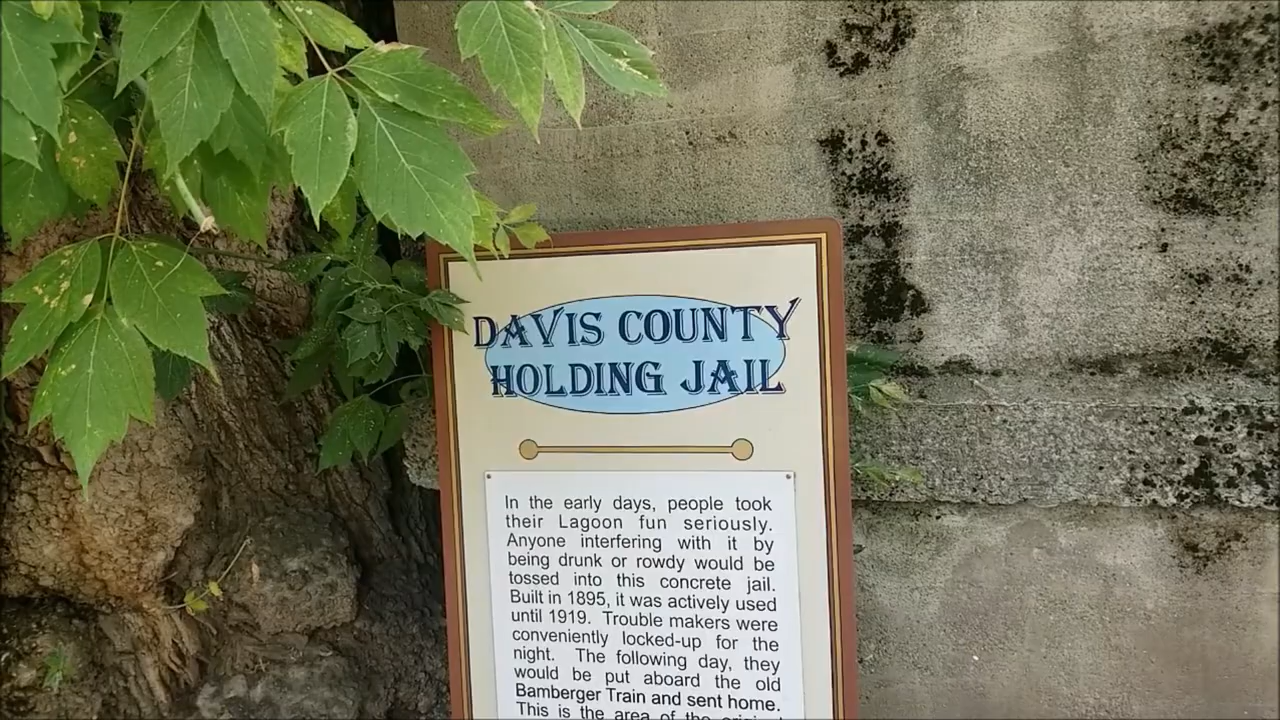 DAVIS COUNTY
HOLDING JAIL
In the early days, people took
their Lagoon fun seriously.
Anyone interfering with it by
being drunk or rowdy would be
tossed into this concrete jail.
Built in 1895, it was actively used
until 1919. Trouble makers were
conveniently locked-up for the
night. The following day, they
would be put aboard the old
Bamberger Train and sent home.
This is the area of the original